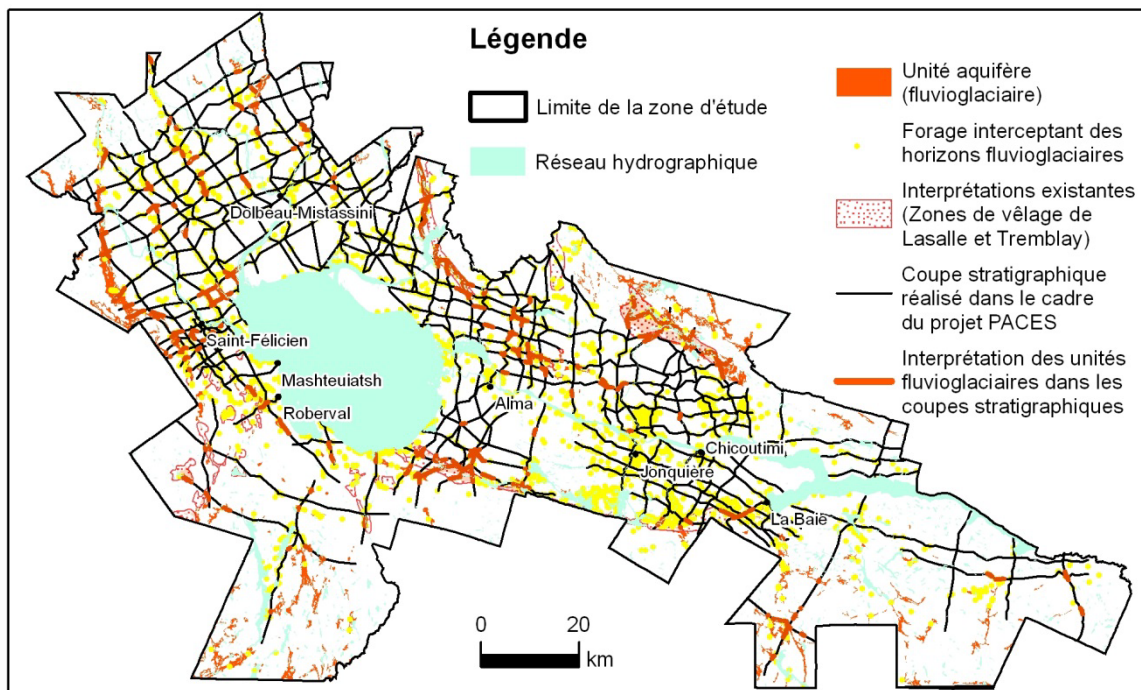 Légende
Limite de la zone d'étude
Réseau hydrographique
Unité aquifère
(fluvioglaciaire)
Forage interceptant des
horizons fluvioglaciaires
Interprétations existantes
(Zones de vêlage de
Lasalle et Tremblay)
Coupe stratigraphique
réalisé dans le cadre
du projet PACES
Interprétation des unités
fluvioglaciaires dans les
coupes stratigraphiques
Dolbeau-Mistassini
Saint-Félicien
Mashteuiatsh
Roberval
Alma
Chicoutimi
Jonquière
La Baie
0 20
km